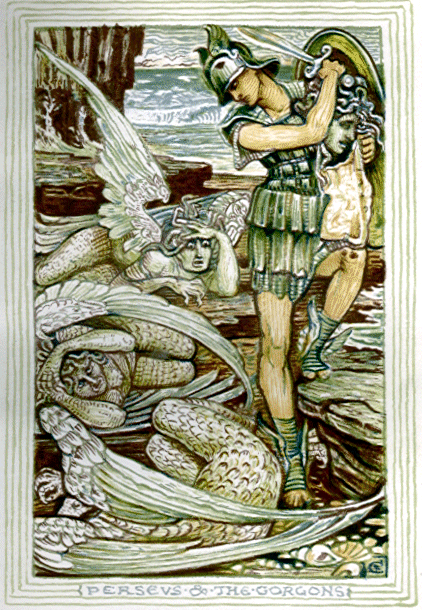 PERSEVS · & · THE · GORGONS